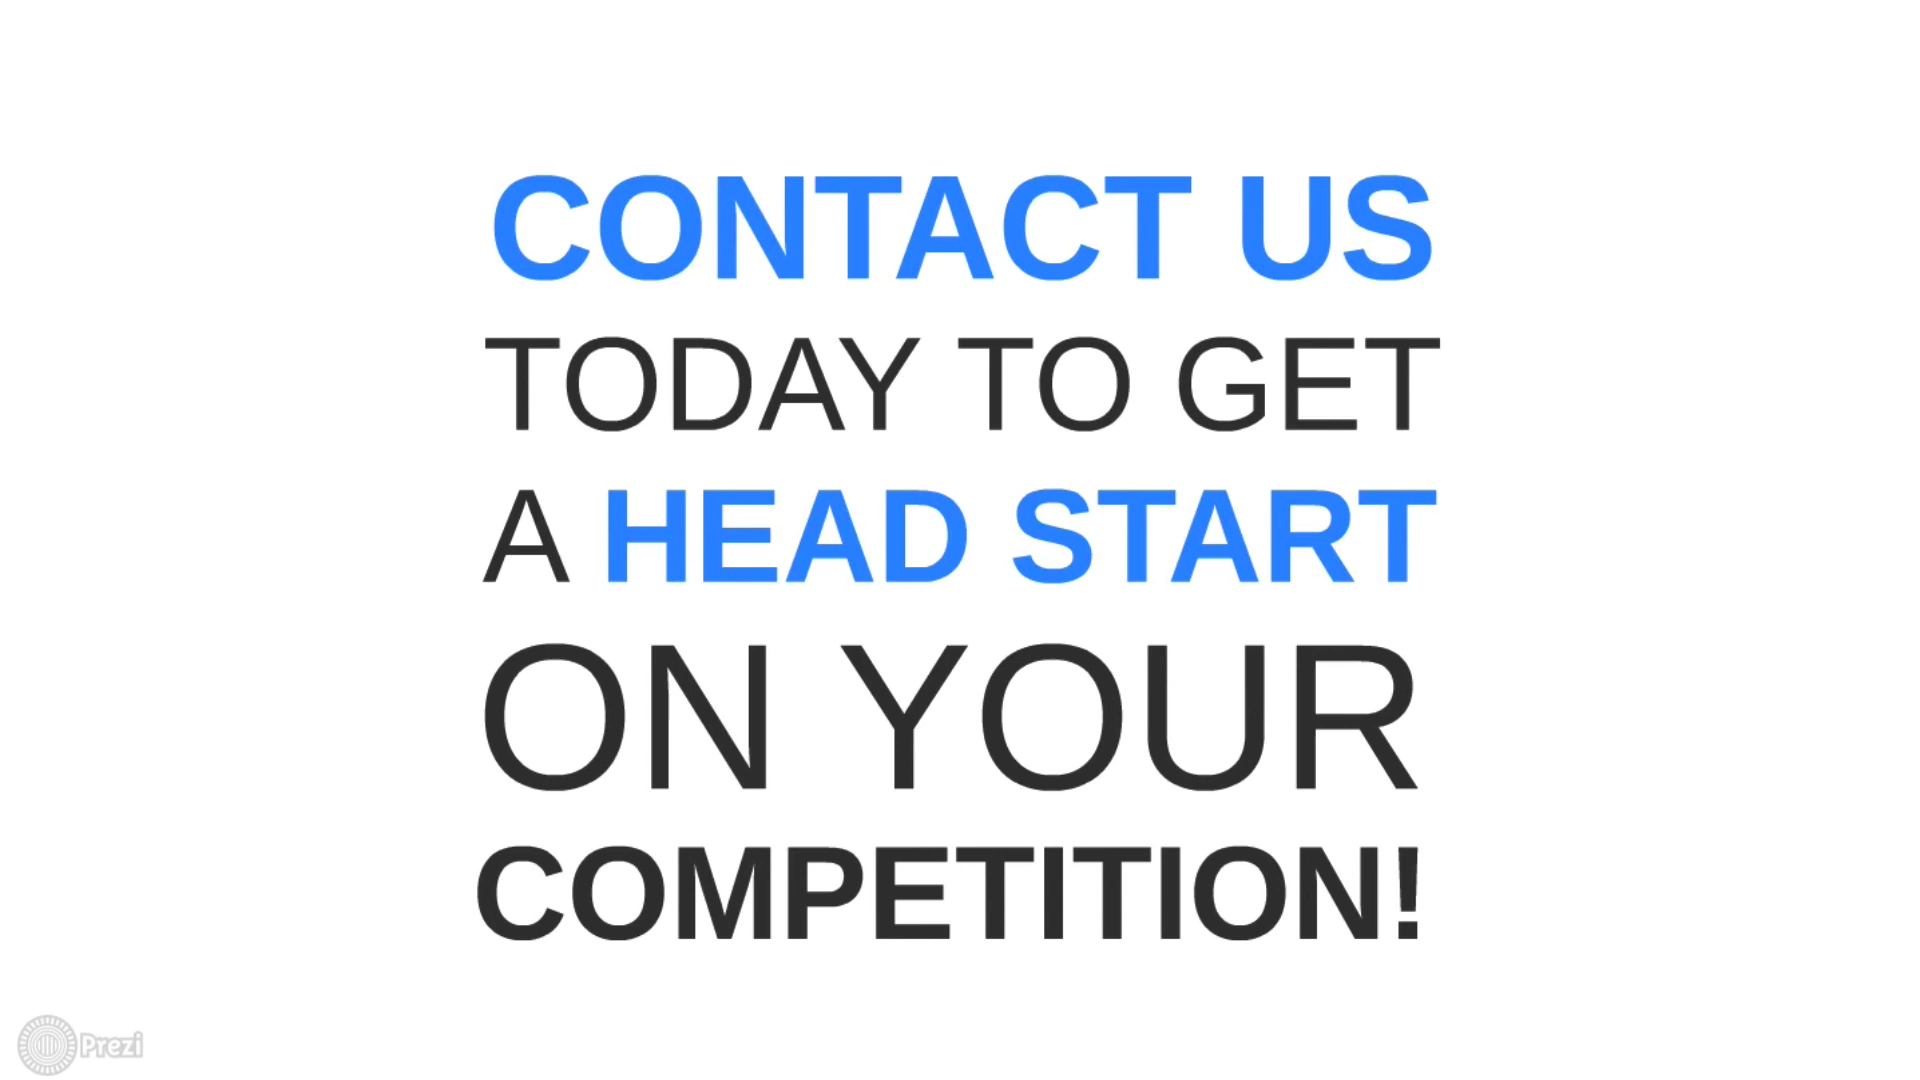 CONTACT US
TODAY TO GET
A HEAD START
ON YOUR
COMPETITION!
Prezi